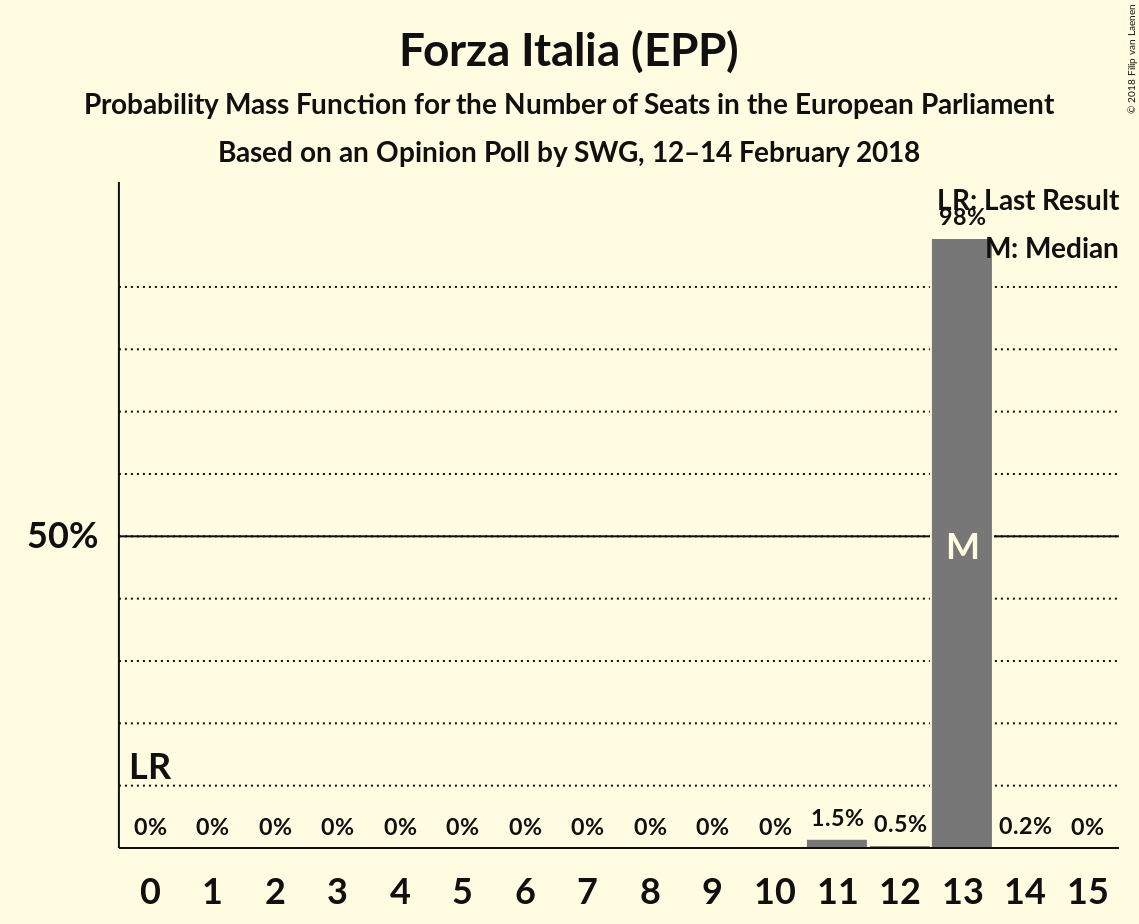 Forza Italia (EPP)
Probability Mass Function for the Number of Seats in the European Parliament
Based on an Opinion Poll by SWG, 12–14 February 2018
© 2018 Filip van Laenen
LR: Last Result
98%
M: Median
50%
M
LR
0% 0% 0% 0% 0% 0% 0% 0% 0% 0% 0% 1.5% 0.5% 0.2% 0%
0 1 2 3 4 5 6 7 8 9 10 11 12 13 14 15